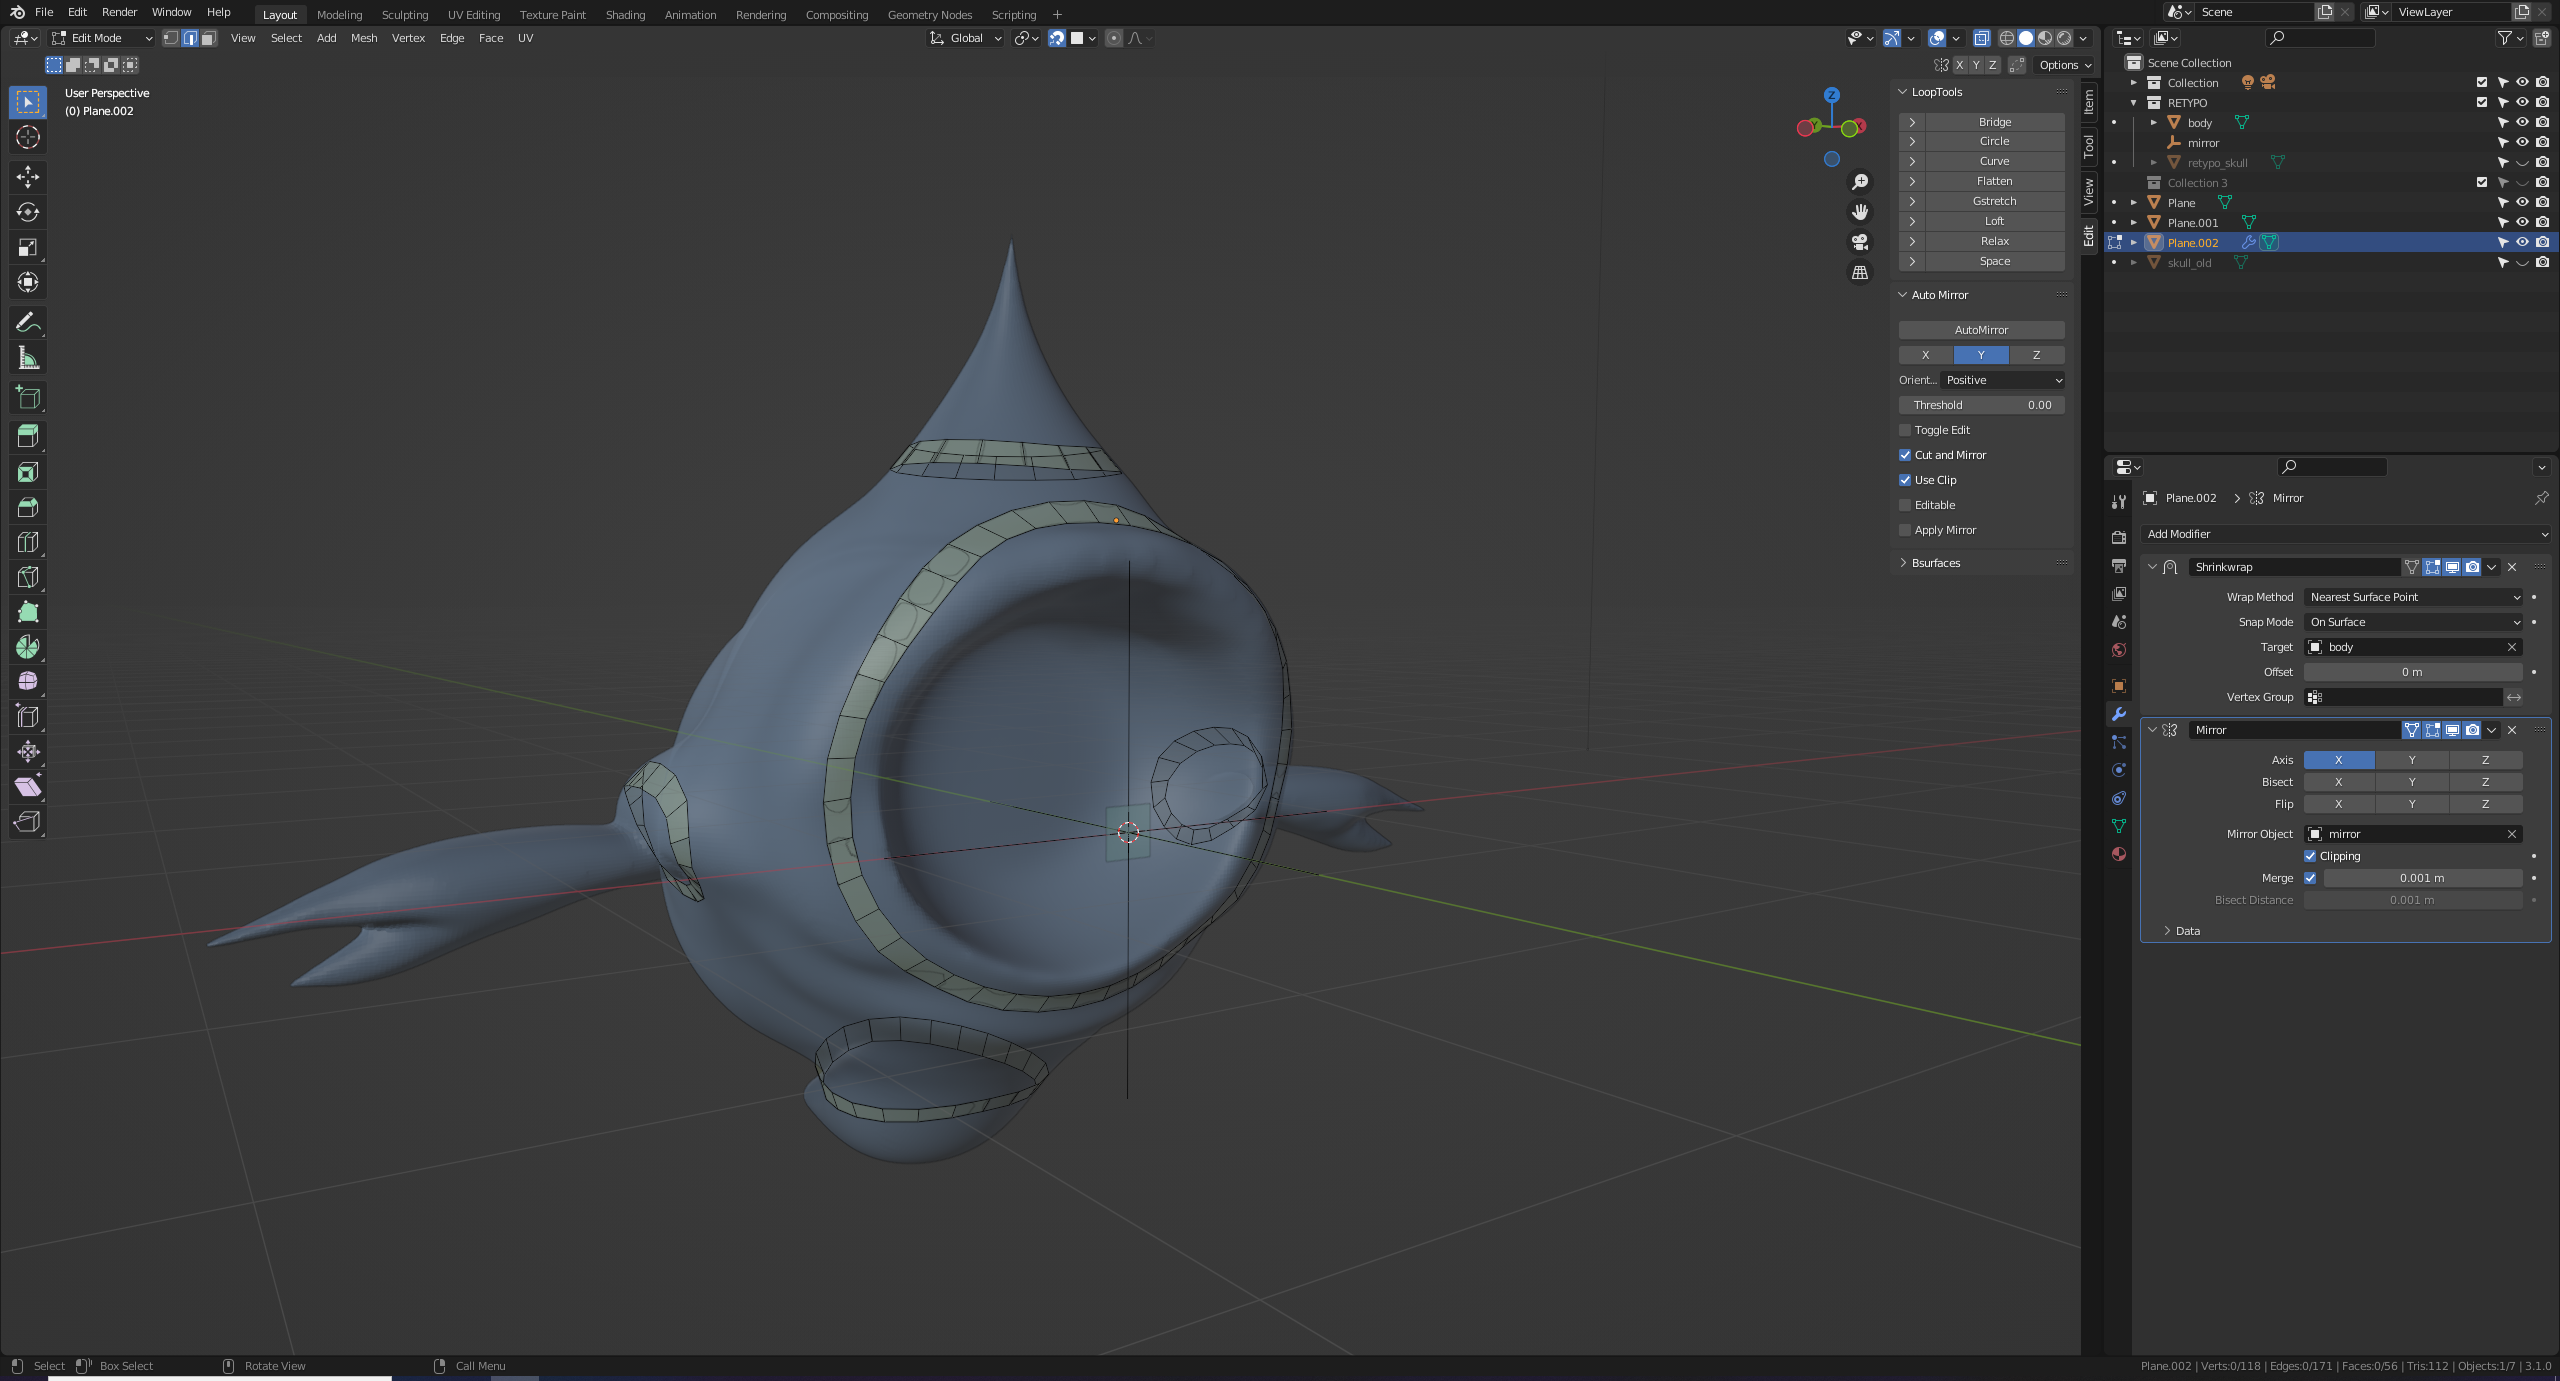 File Edit Render Window Help Layout Modeling Sculpting UV Editing Texture Paint Shading Animation Rendering Compositing Geometry Nodes Scripting + Scene ViewLayer
Edit Mode View Select Add Mesh Vertex Edge Face UV Global
X Y Z Options
User Perspective
(0) Plane.002
Z
Y
X
LoopTools
Bridge
Circle
Curve
Flatten
Gstretch
Loft
Relax
Space
Auto Mirror
AutoMirror
X Y Z
Orient... Positive
Threshold 0.00
Toggle Edit
Cut and Mirror
Use Clip
Editable
Apply Mirror
Bsurfaces
Item
Tool
View
Edit
Scene Collection
Collection
RETYPO
body
mirror
retypo_skull
Collection 3
Plane
Plane.001
Plane.002
skull_old
Plane.002 Mirror
Add Modifier
Shrinkwrap
Wrap Method Nearest Surface Point
Snap Mode On Surface
Target body
Offset 0 m
Vertex Group
Mirror
Axis X Y Z
Bisect X Y Z
Flip X Y Z
Mirror Object mirror
Clipping
Merge 0.001 m
Bisect Distance 0.001 m
Data
Select Box Select Rotate View Call Menu Plane.002 | Verts:0/118 | Edges:0/171 | Faces:0/56 | Tris:112 | Objects:1/7 | 3.1.0